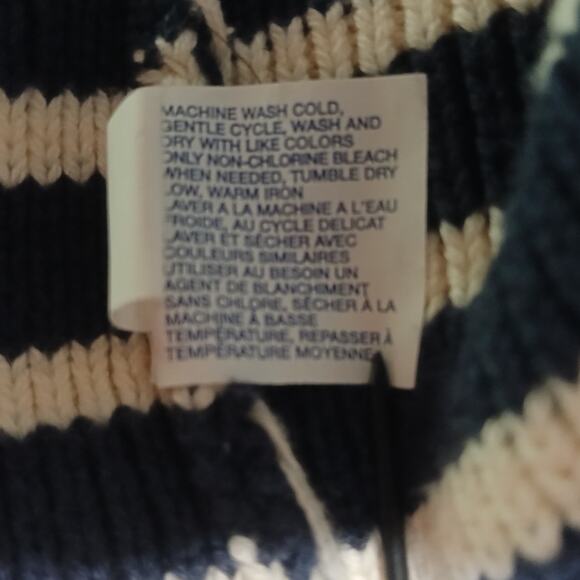 MACHINE WASH COLD,
GENTLE CYCLE, WASH AND
DRY WITH LIKE COLORS
ONLY NON-CHLORINE BLEACH
WHEN NEEDED, TUMBLE DRY
LOW, WARM IRON
LAVER A LA MACHINE A L'EAU
FROIDE, AU CYCLE DELICAT
LAVER ET SÉCHER AVEC
COULEURS SIMILAIRES
UTILISER AU BESOIN UN
AGENT DE BLANCHIMENT
SANS CHLORE, SÉCHER À LA
MACHINE À BASSE
TEMPÉRATURE, REPASSER À
TEMPÉRATURE MOYENNE